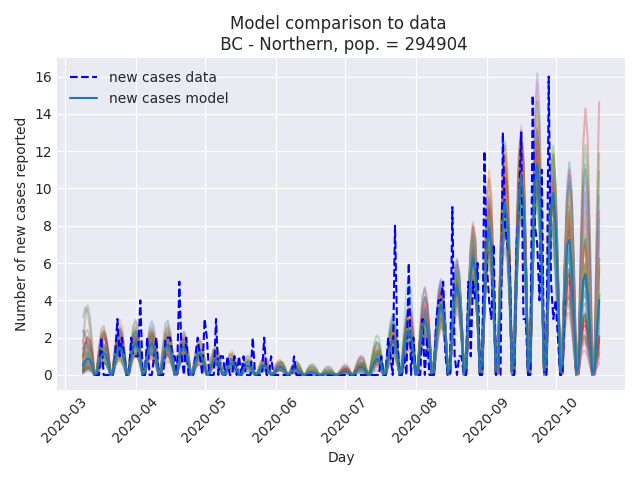 Model comparison to data
BC - Northern, pop. = 294904
new cases data
new cases model
Number of new cases reported
16
14
12
10
8
6
4
2
0
2020-03
2020-04
2020-05
2020-06
2020-07
2020-08
2020-09
2020-10
Day